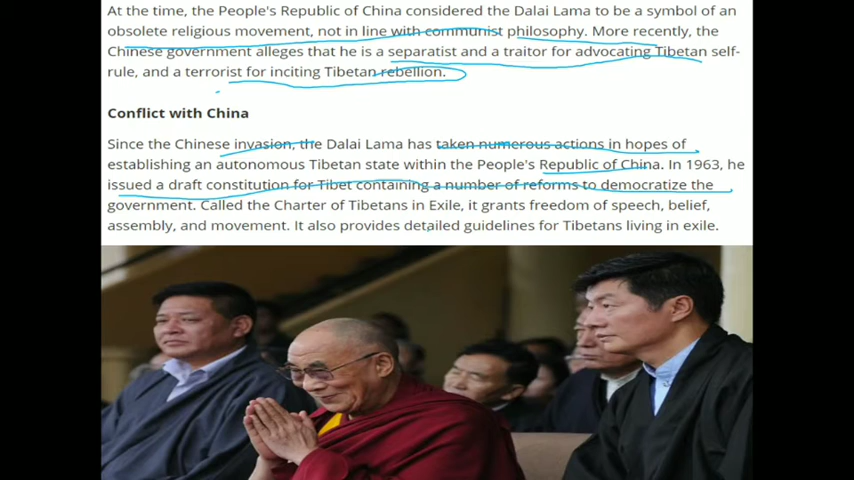 At the time, the People's Republic of China considered the Dalai Lama to be a symbol of an
obsolete religious movement, not in line with communist philosophy. More recently, the
Chinese government alleges that he is a separatist and a traitor for advocating Tibetan self-
rule, and a terrorist for inciting Tibetan rebellion.
Conflict with China
Since the Chinese invasion, the Dalai Lama has taken numerous actions in hopes of
establishing an autonomous Tibetan state within the People's Republic of China. In 1963, he
issued a draft constitution for Tibet containing a number of reforms to democratize the
government. Called the Charter of Tibetans in Exile, it grants freedom of speech, belief,
assembly, and movement. It also provides detailed guidelines for Tibetans living in exile.